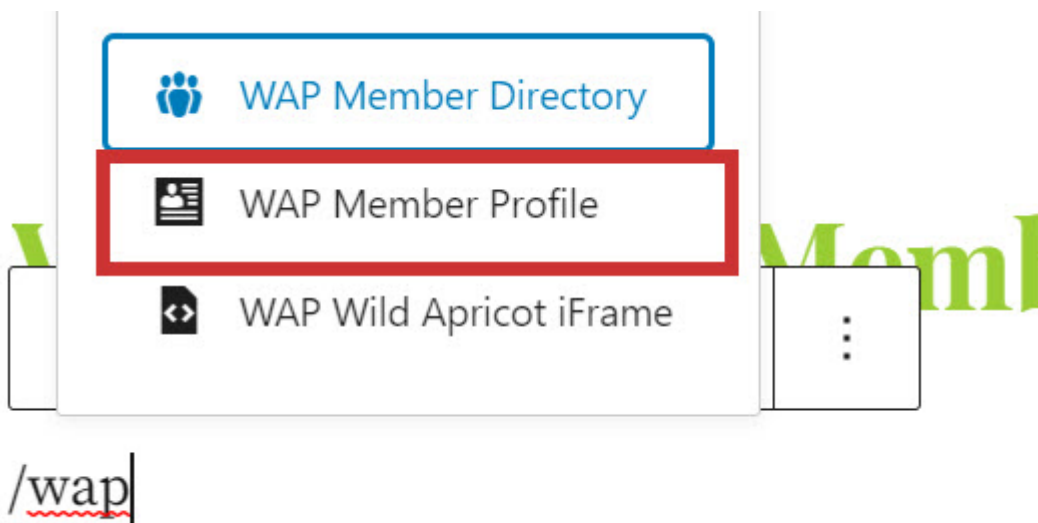 WAP Member Directory
WAP Member Profile
WAP Wild Apricot iFrame
/wap